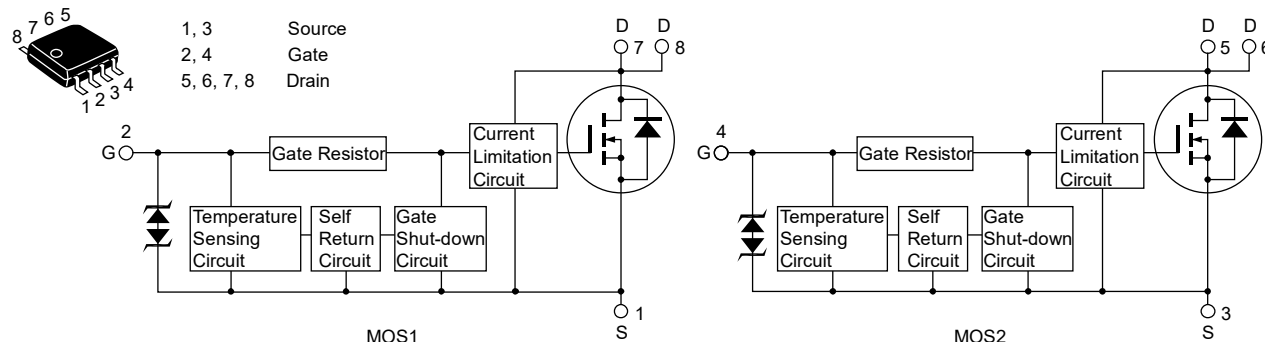 8 7 6 5
1 2 3 4
1, 3 Source
2, 4 Gate
5, 6, 7, 8 Drain
D D
7 8
2
G
Gate Resistor
Current
Limitation
Circuit
Temperature
Sensing
Circuit
Self
Return
Circuit
Gate
Shut-down
Circuit
1
S
MOS1
D D
5 6
4
G
Gate Resistor
Current
Limitation
Circuit
Temperature
Sensing
Circuit
Self
Return
Circuit
Gate
Shut-down
Circuit
3
S
MOS2